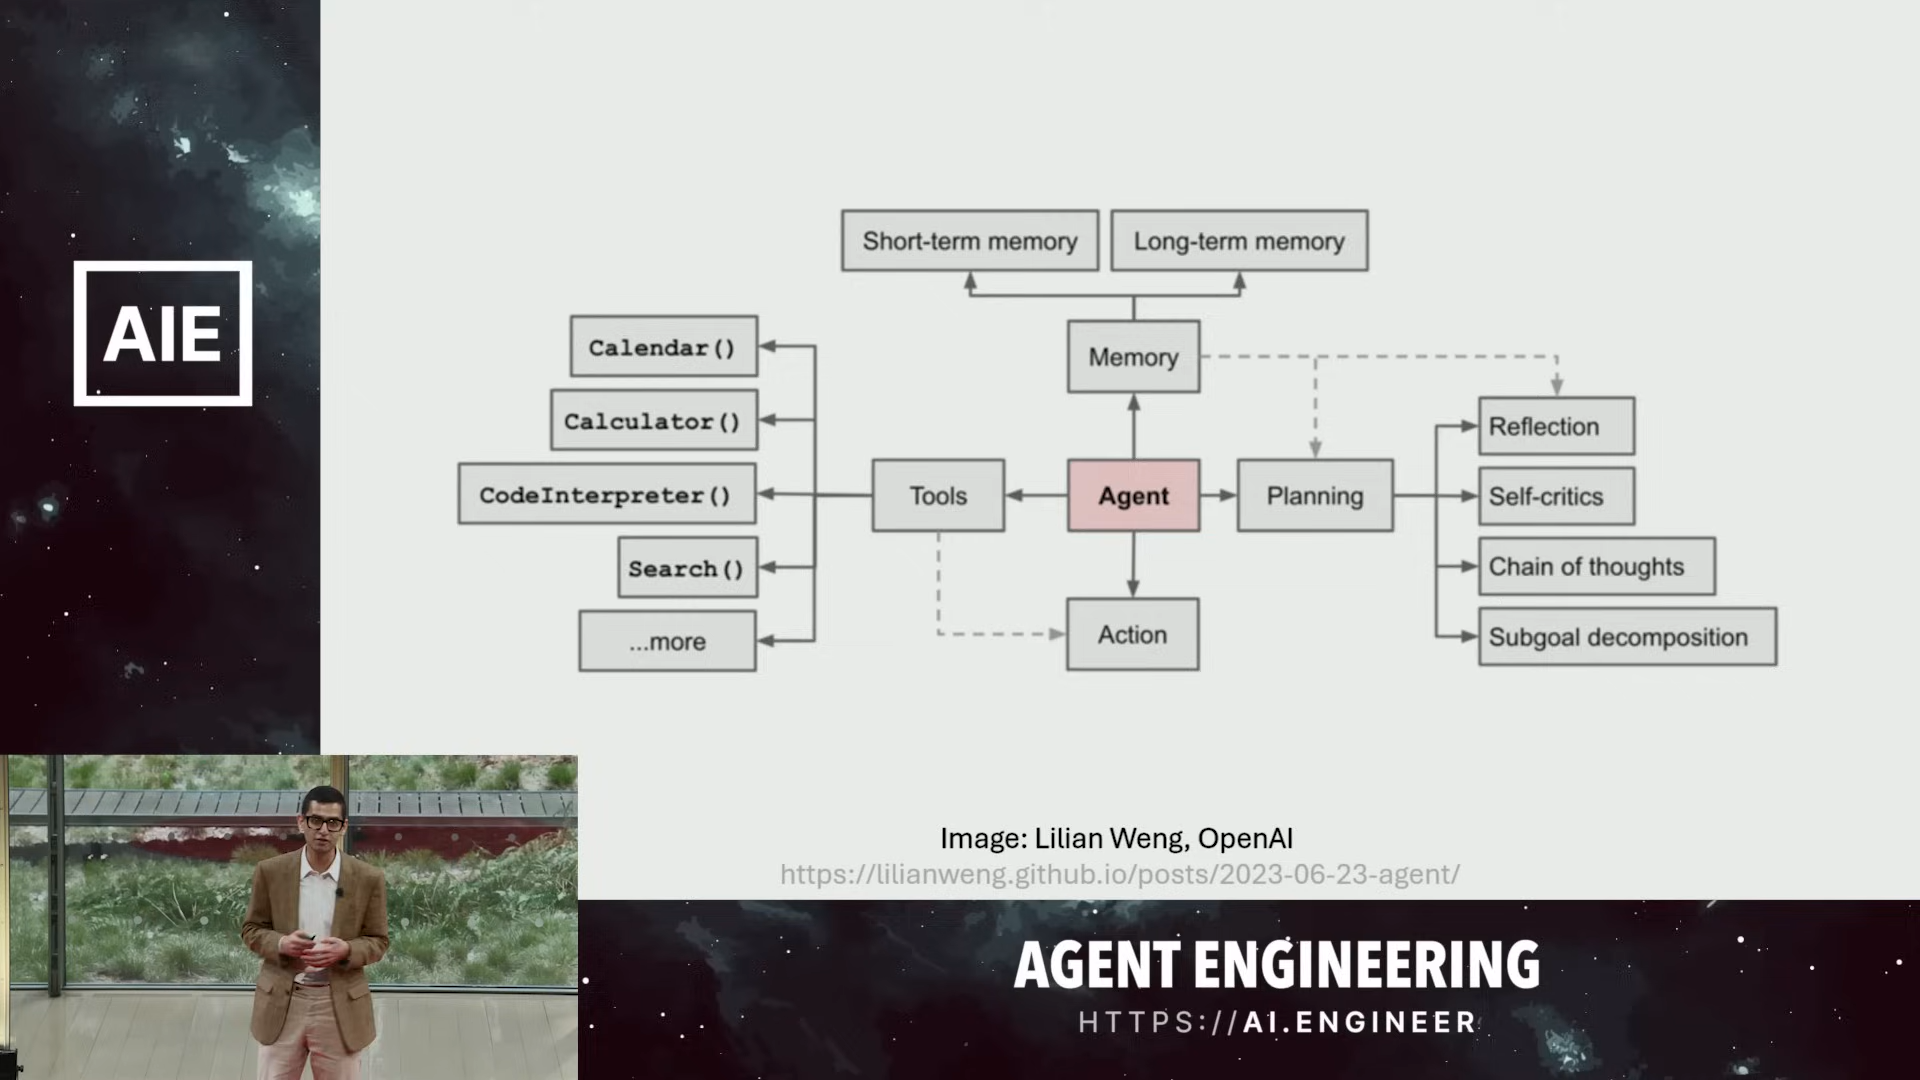 AIE
Short-term memory
Long-term memory
Calendar()
Memory
Calculator()
Reflection
CodeInterpreter()
Tools
Agent
Planning
Self-critics
Search()
Chain of thoughts
...more
Action
Subgoal decomposition
Image: Lilian Weng, OpenAI
https://lilianweng.github.io/posts/2023-06-23-agent/
AGENT ENGINEERING
HTTPS://AI.ENGINEER